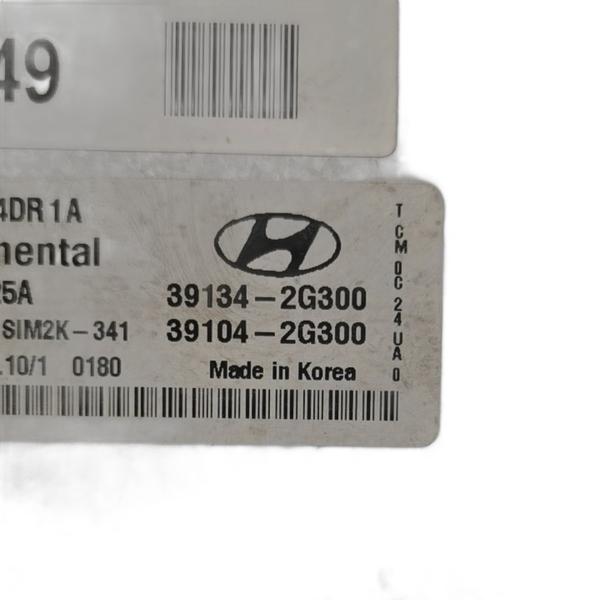 49
4DR1A
nental
25A
39134-2G300
SIM2K-341
39104-2G300
.10/1 0180
Made in Korea
TCM 0C 24 UA 0